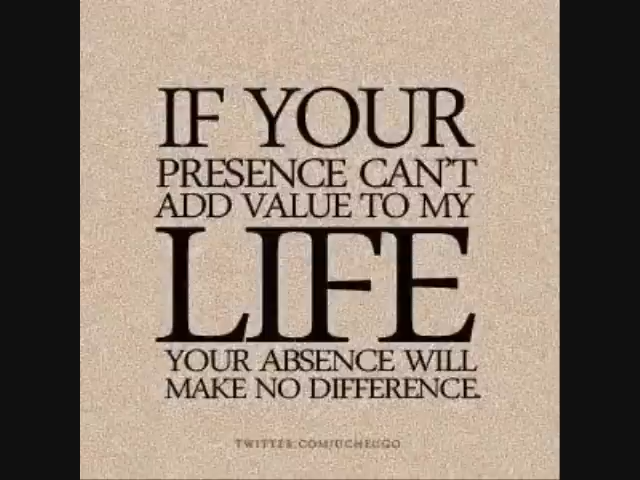 IF YOUR
PRESENCE CAN'T
ADD VALUE TO MY
LIFE
YOUR ABSENCE WILL
MAKE NO DIFFERENCE.
TWITTER.COM/UCHEUGO